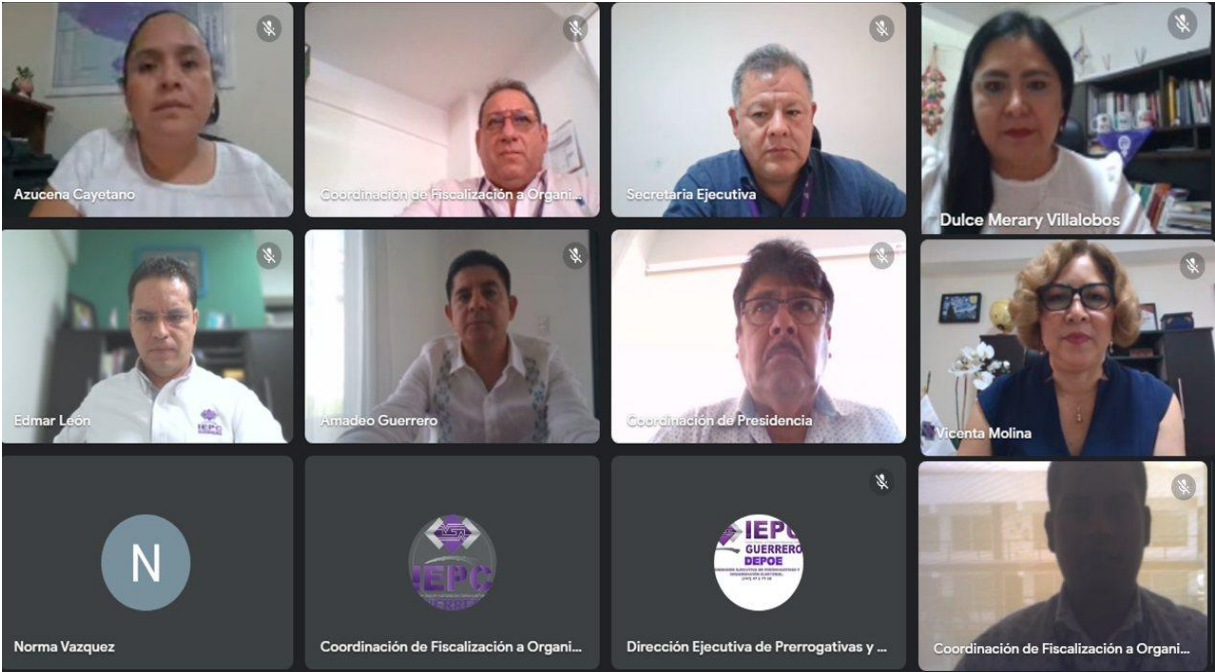 Azucena Cayetano
Coordinación de Fiscalización a Organi...
Secretaria Ejecutiva
Dulce Merary Villalobos
Edmar León
IEPC
Amadeo Guerrero
Coordinación de Presidencia
Vicenta Molina
N
Norma Vazquez
IEPC
GUERRERO
Coordinación de Fiscalización a Organi...
IEPC
GUERRERO
DEPOE
Dirección Ejecutiva de Prerrogativas y ...
Coordinación de Fiscalización a Organi...